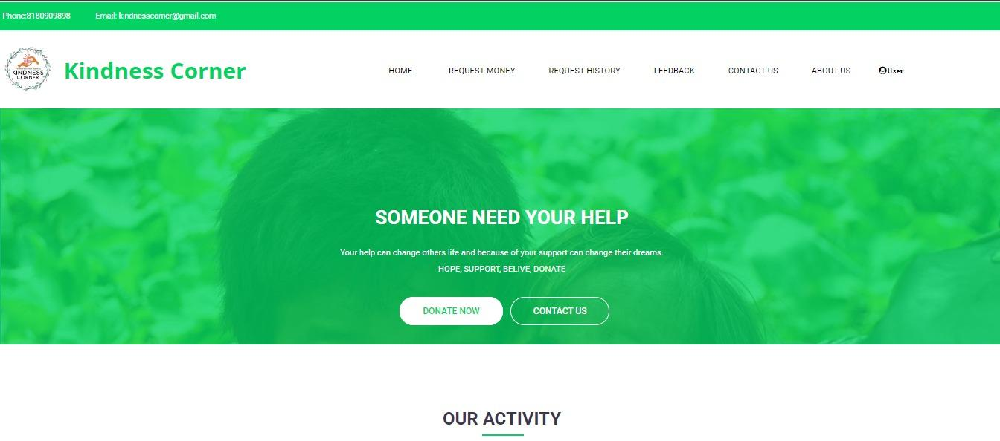 Phone:8180909898 Email: kindnesscorner@gmail.com
KINDNESS
CORNER
Kindness Corner
HOME REQUEST MONEY REQUEST HISTORY FEEDBACK CONTACT US ABOUT US User
SOMEONE NEED YOUR HELP
Your help can change others life and because of your support can change their dreams.
HOPE, SUPPORT, BELIVE, DONATE
DONATE NOW CONTACT US
OUR ACTIVITY